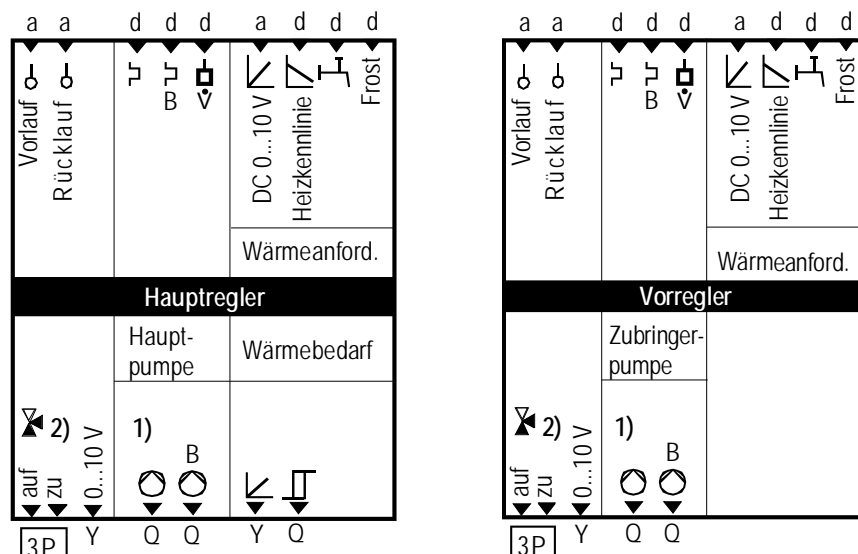 a a d d d a d d d
Vorlauf
Rücklauf
B V̇
DC 0...10 V
Heizkennlinie
Frost
Wärmeanford.
Hauptregler
Haupt-
pumpe
Wärmebedarf
2)
1)
auf
zu
0...10 V
B
3P Y Q Q Y Q
a a d d d a d d d
Vorlauf
Rücklauf
B V̇
DC 0...10 V
Heizkennlinie
Frost
Wärmeanford.
Vorregler
Zubringer-
pumpe
2)
1)
auf
zu
0...10 V
B
3P Y Q Q